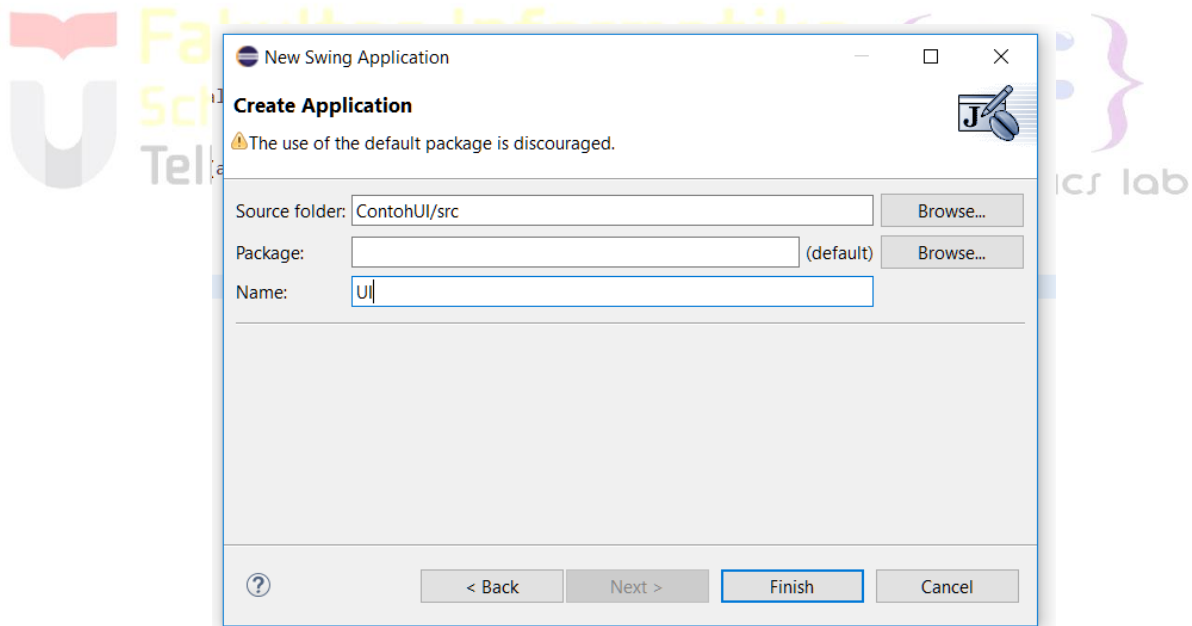 New Swing Application
Create Application
The use of the default package is discouraged.
Source folder: ContohUI/src Browse...
Package: (default) Browse...
Name: UI
< Back Next > Finish Cancel
Tel
ics lab